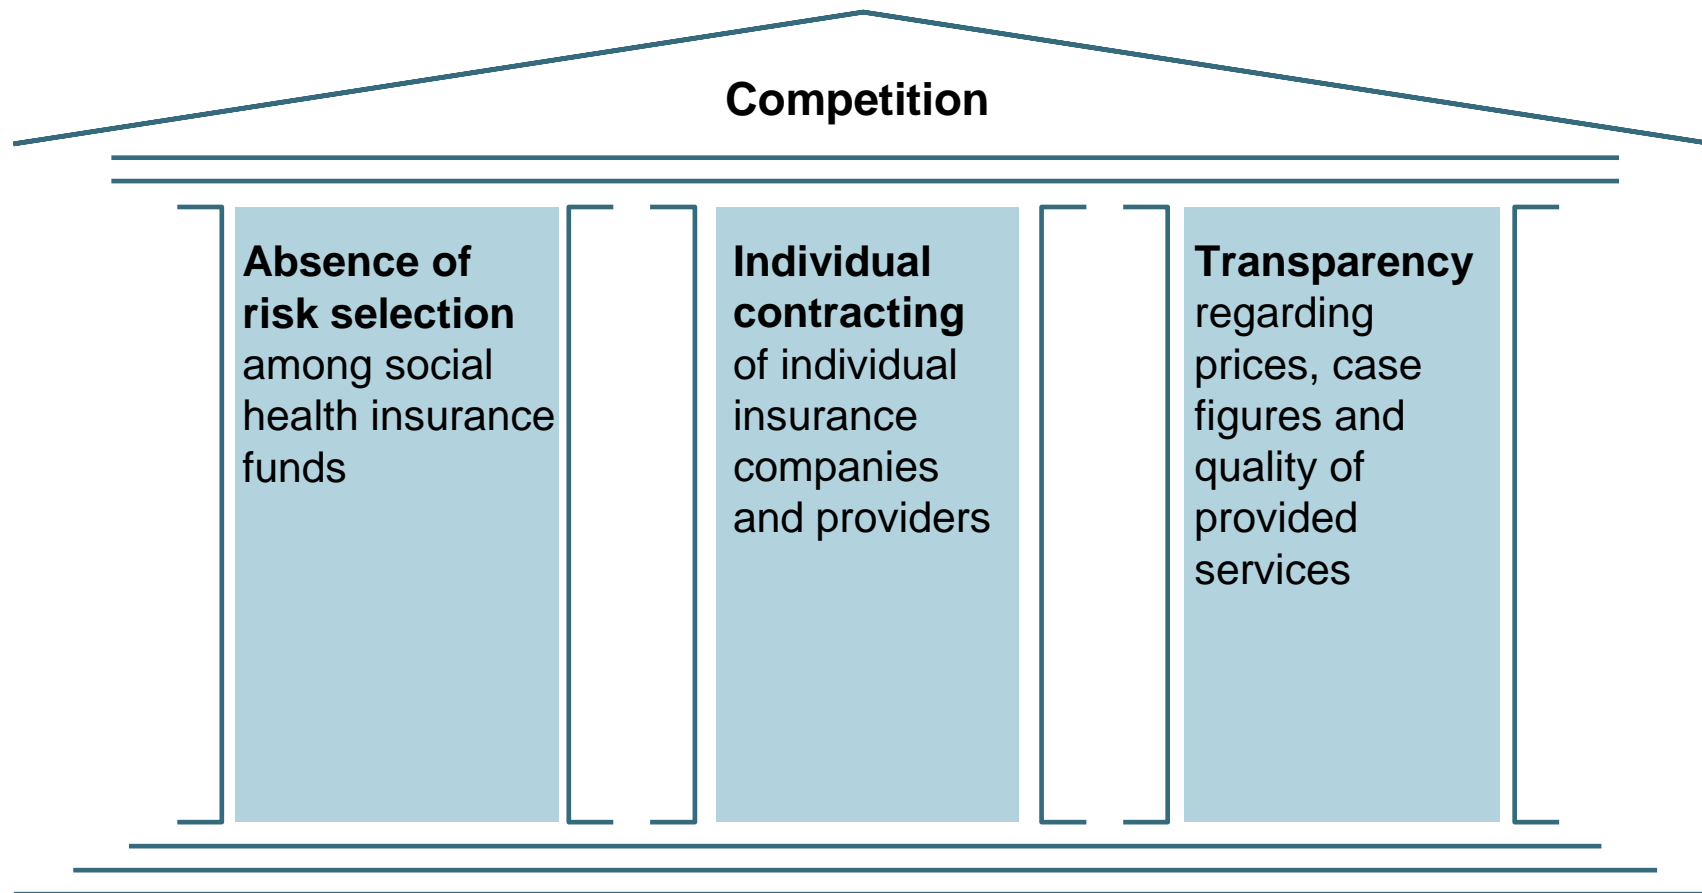 Competition
Absence of
risk selection
among social
health insurance
funds
Individual
contracting
of individual
insurance
companies
and providers
Transparency
regarding
prices, case
figures and
quality of
provided
services